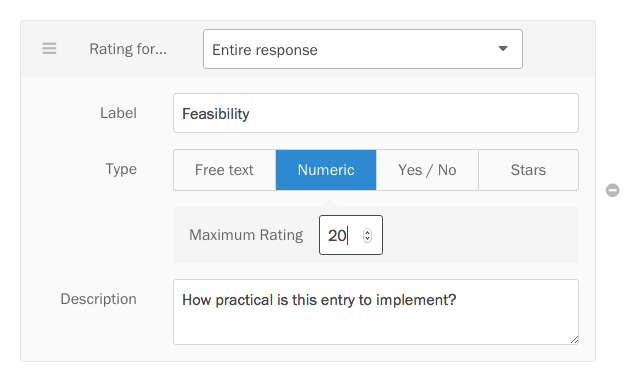 Rating for... Entire response
Label Feasibility
Type Free text Numeric Yes / No Stars
Maximum Rating 20
Description How practical is this entry to implement?